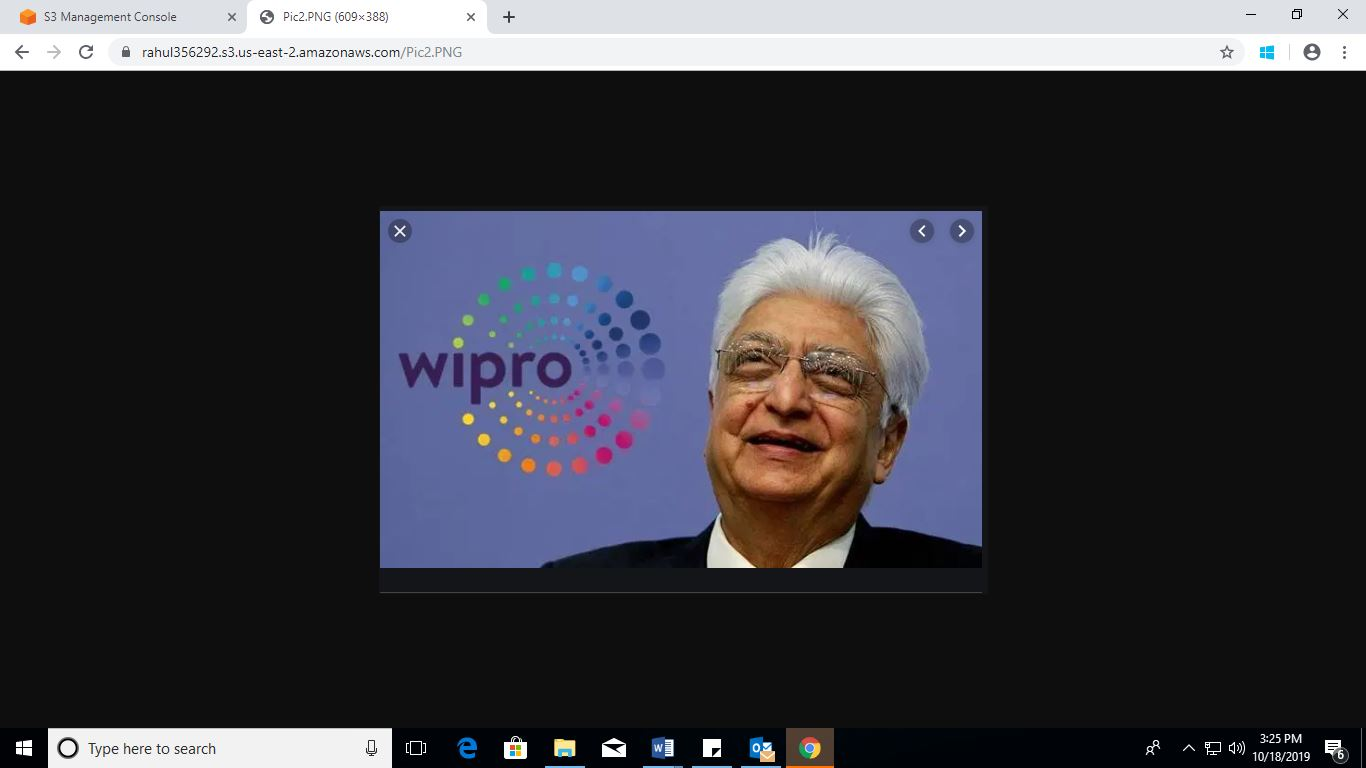 S3 Management Console
Pic2.PNG (609×388)
rahul356292.s3.us-east-2.amazonaws.com/Pic2.PNG
wipro
Type here to search
3:25 PM
10/18/2019
6